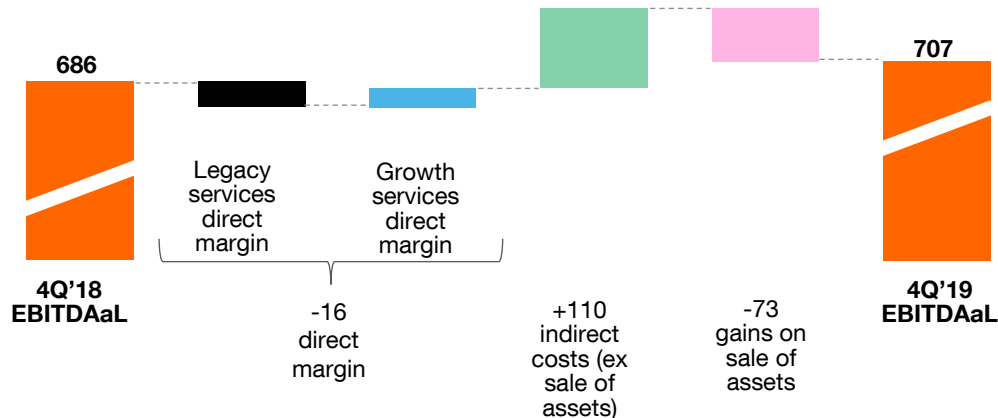 686
707
Legacy
services
direct
margin
Growth
services
direct
margin
4Q’18
EBITDAaL
-16
direct
margin
+110
indirect
costs (ex
sale of
assets)
-73
gains on
sale of
assets
4Q’19
EBITDAaL